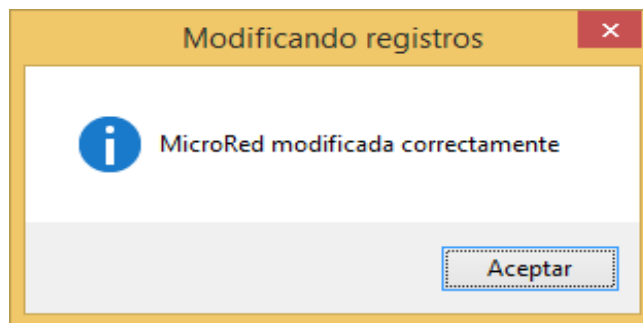 Modificando registros
MicroRed modificada correctamente
Aceptar